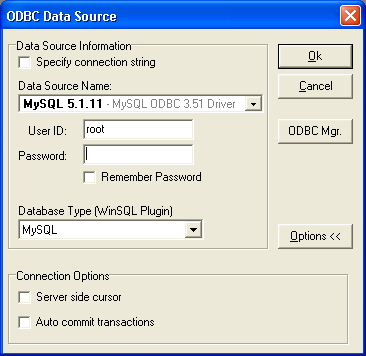 ODBC Data Source
Data Source Information
Specify connection string
Data Source Name:
MySQL 5.1.11 - MySQL ODBC 3.51 Driver
User ID: root
Password:
Remember Password
Database Type (WinSQL Plugin)
MySQL
Ok
Cancel
ODBC Mgr.
Options <<
Connection Options
Server side cursor
Auto commit transactions